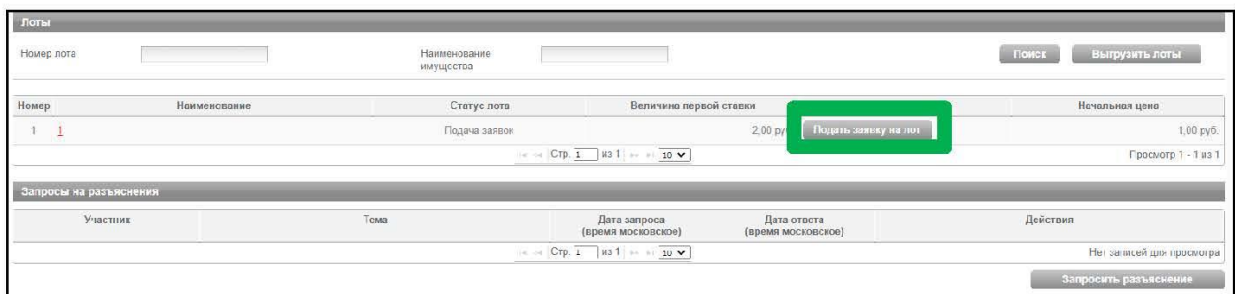 Лоты
Номер лота
Наименование
имущества
Поиск
Выгрузить лоты
Номер Наименование Статус лота Величина первой ставки Начальная цена
1 1 Подача заявок 2,00 ру Подать заявку на лот 1,00 руб.
Стр. 1 из 1 10 Просмотр 1 - 1 из 1
Запросы на разъяснения
Участник Тема Дата запроса
(время московское) Дата ответа
(время московское) Действия
Стр. 1 из 1 10 Нет записей для просмотра
Запросить разъяснение